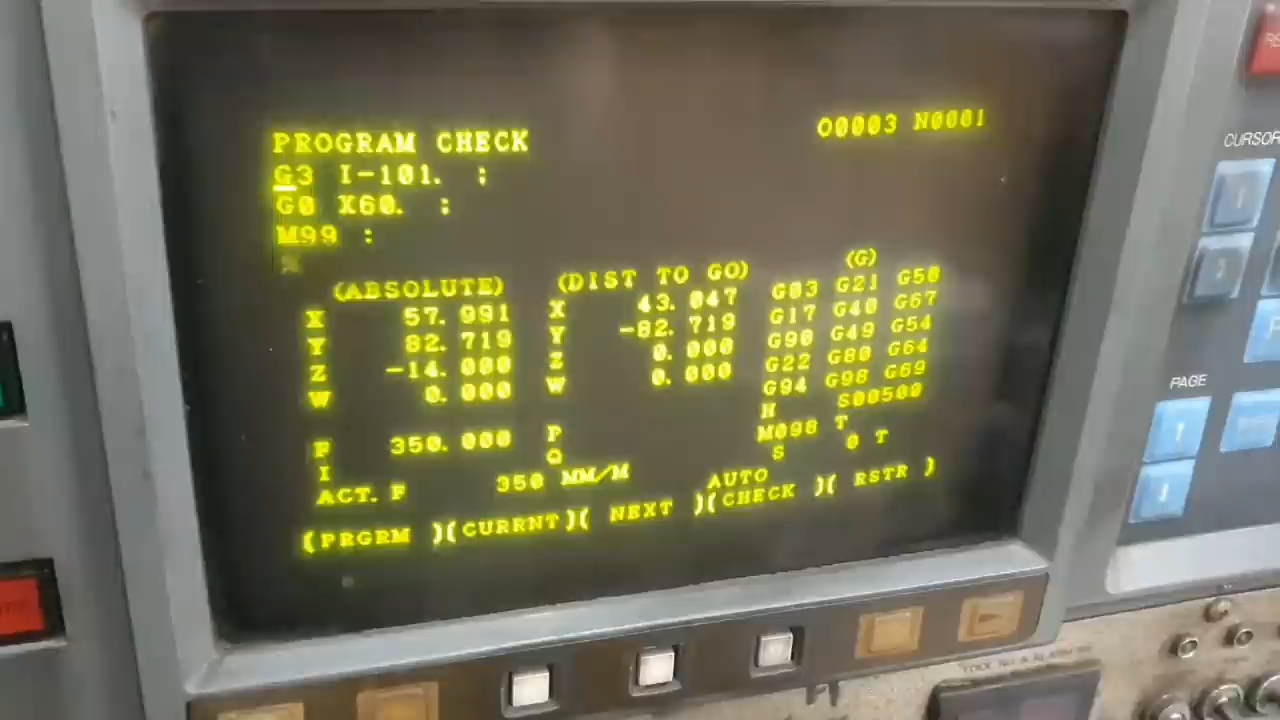 PROGRAM CHECK
O0003 N0001
G3 I-101. ;
G0 X60. ;
M99 ;
(ABSOLUTE) (DIST TO GO) (G)
X 57.991 X 43.047 G03 G21 G50
Y 82.719 Y -82.719 G17 G40 G67
Z -14.000 Z 0.000 G90 G49 G54
W 0.000 W 0.000 G22 G80 G64
G94 G98 G69
H S00500
F 350.000 P M098 T
I Q S 0 T
ACT. F 350 MM/M
AUTO
(PRGRM )(CURRNT)( NEXT )(CHECK )( RSTR )
CURSOR
PAGE